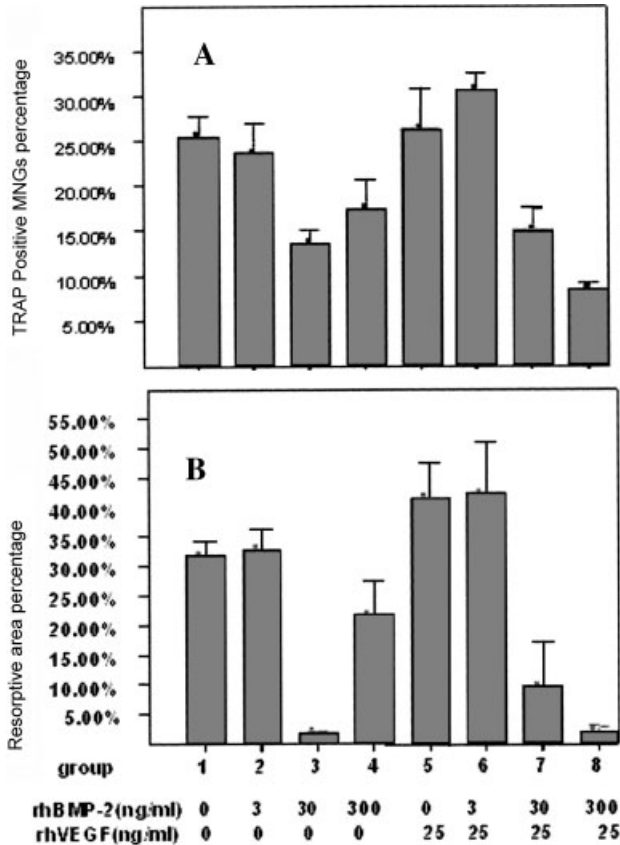 TRAP Positive MNGs percentage
A
35.00%
30.00%
25.00%
20.00%
15.00%
10.00%
5.00%
Resorptive area percentage
B
55.00%
50.00%
45.00%
40.00%
35.00%
30.00%
25.00%
20.00%
15.00%
10.00%
5.00%
group 1 2 3 4 5 6 7 8
rhBMP-2(ng/ml) 0 3 30 300 0 3 30 300
rhVEGF(ng/ml) 0 0 0 0 25 25 25 25